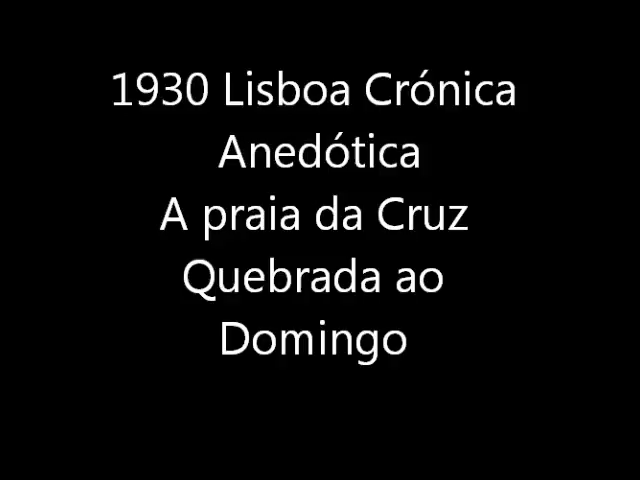 1930 Lisboa Crónica
Anedótica
A praia da Cruz
Quebrada ao
Domingo